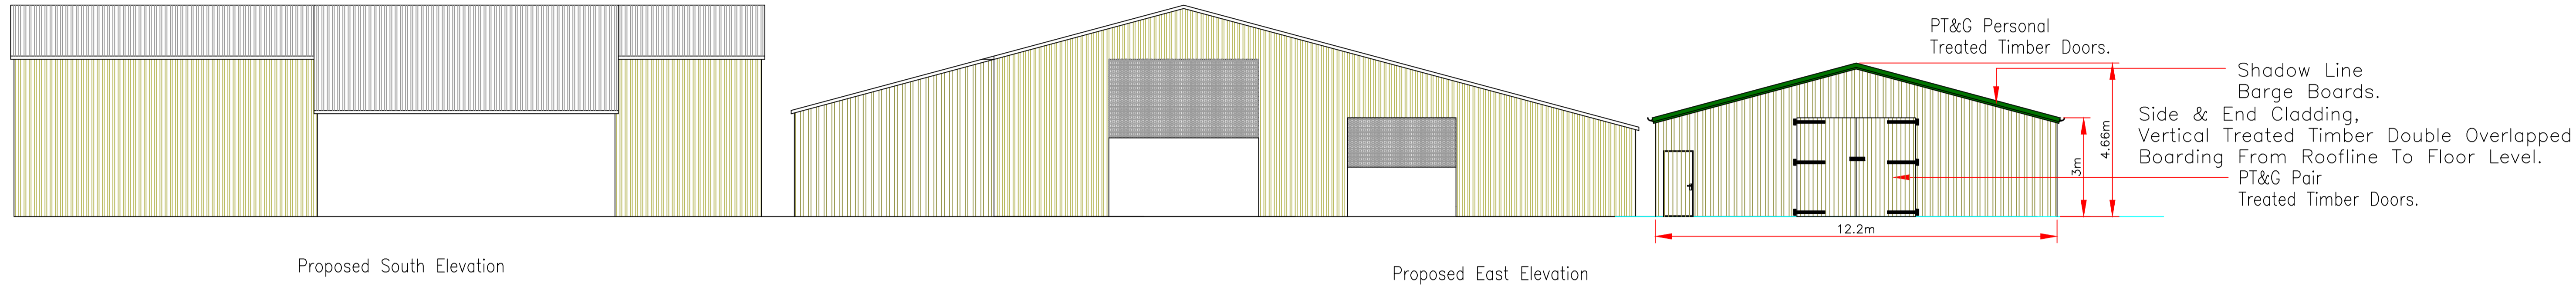 PT&G Personal
Treated Timber Doors.
Shadow Line
Barge Boards.
Side & End Cladding,
Vertical Treated Timber Double Overlapped
Boarding From Roofline To Floor Level.
PT&G Pair
Treated Timber Doors.
4.66m
3m
12.2m
Proposed South Elevation
Proposed East Elevation